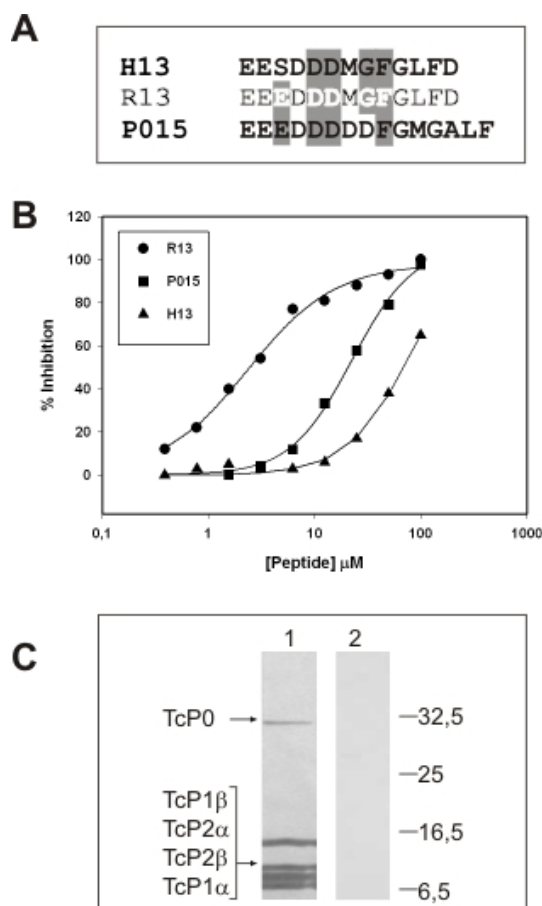 A
H13 EESDDDMGFGLFD
R13 EEEDDDMGFGLFD
P015 EEEDDDDDFGMGALF
B
120
100
80
60
40
20
0
% Inhibition
R13
P015
H13
0,1 1 10 100 1000
[Peptide] μM
C
1 2
TcP0
32,5
25
TcP1β
TcP2α
16,5
TcP2β
TcP1α
6,5